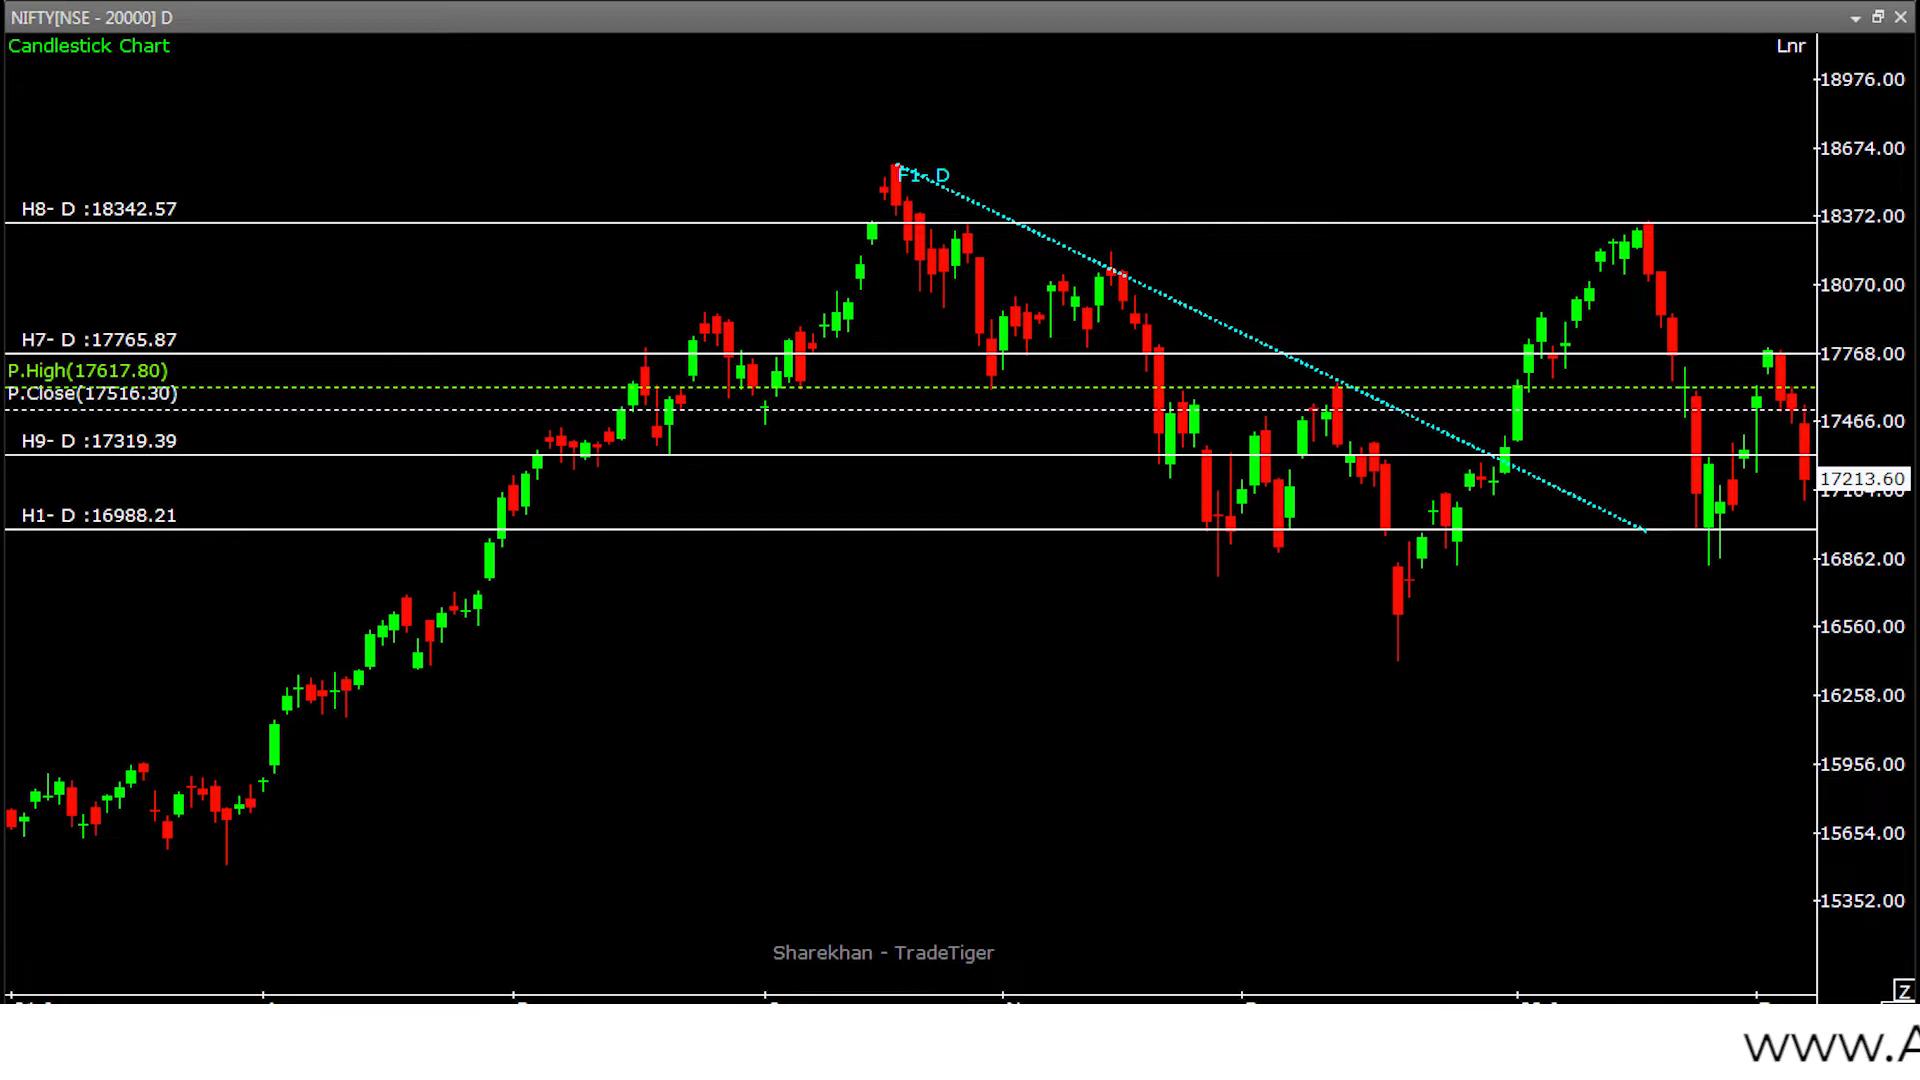 NIFTY[NSE - 20000] D
Candlestick Chart
Lnr
18976.00
18674.00
F1- D
H8- D :18342.57
18372.00
18070.00
H7- D :17765.87
17768.00
P.High(17617.80)
P.Close(17516.30)
17466.00
H9- D :17319.39
17213.60
H1- D :16988.21
16862.00
16560.00
16258.00
15956.00
15654.00
15352.00
Sharekhan - TradeTiger
Z
www.A